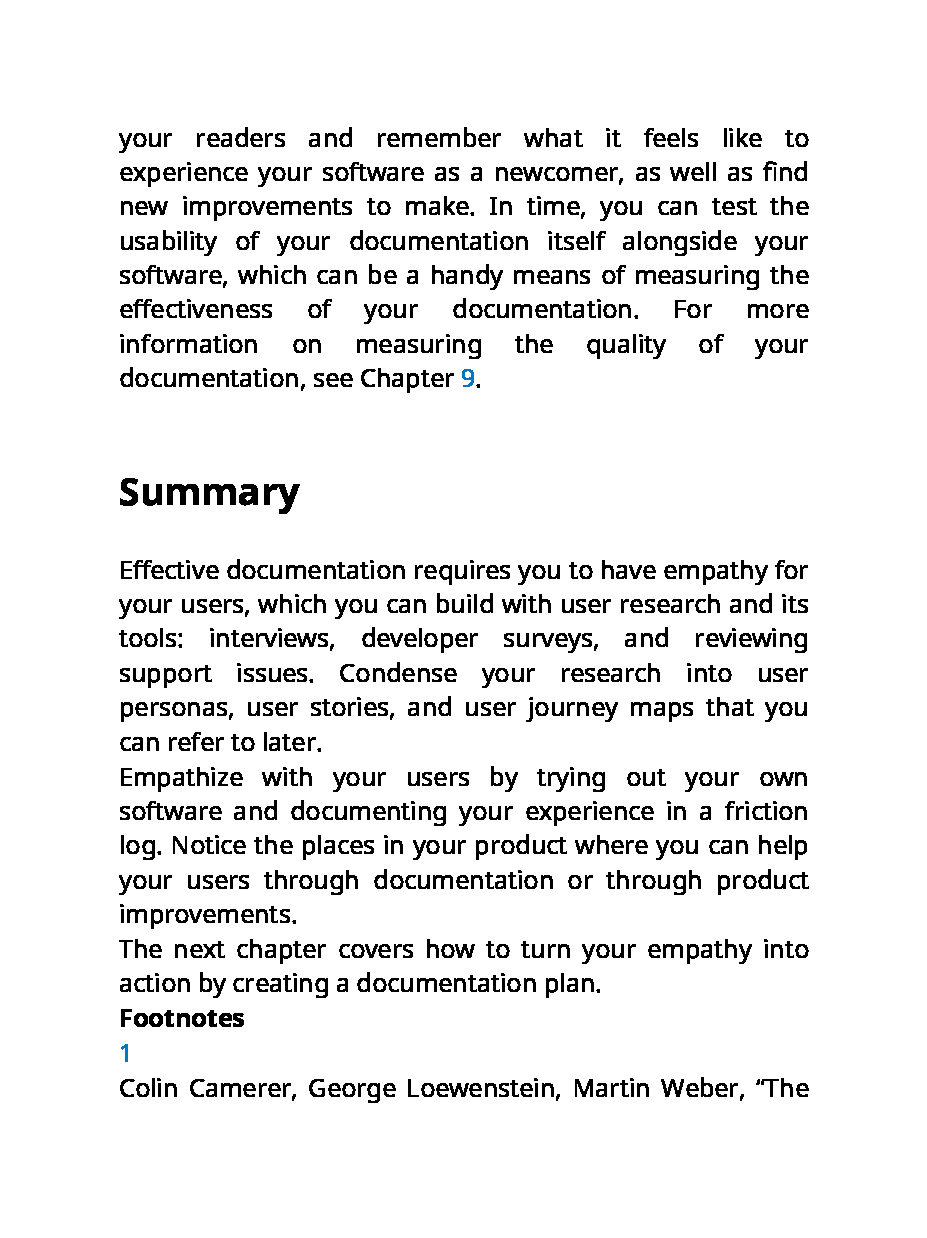 your readers and remember what it feels like to
experience your software as a newcomer, as well as find
new improvements to make. In time, you can test the
usability of your documentation itself alongside your
software, which can be a handy means of measuring the
effectiveness of your documentation. For more
information on measuring the quality of your
documentation, see Chapter 9.
Summary
Effective documentation requires you to have empathy for
your users, which you can build with user research and its
tools: interviews, developer surveys, and reviewing
support issues. Condense your research into user
personas, user stories, and user journey maps that you
can refer to later.
Empathize with your users by trying out your own
software and documenting your experience in a friction
log. Notice the places in your product where you can help
your users through documentation or through product
improvements.
The next chapter covers how to turn your empathy into
action by creating a documentation plan.
Footnotes
1
Colin Camerer, George Loewenstein, Martin Weber, “The